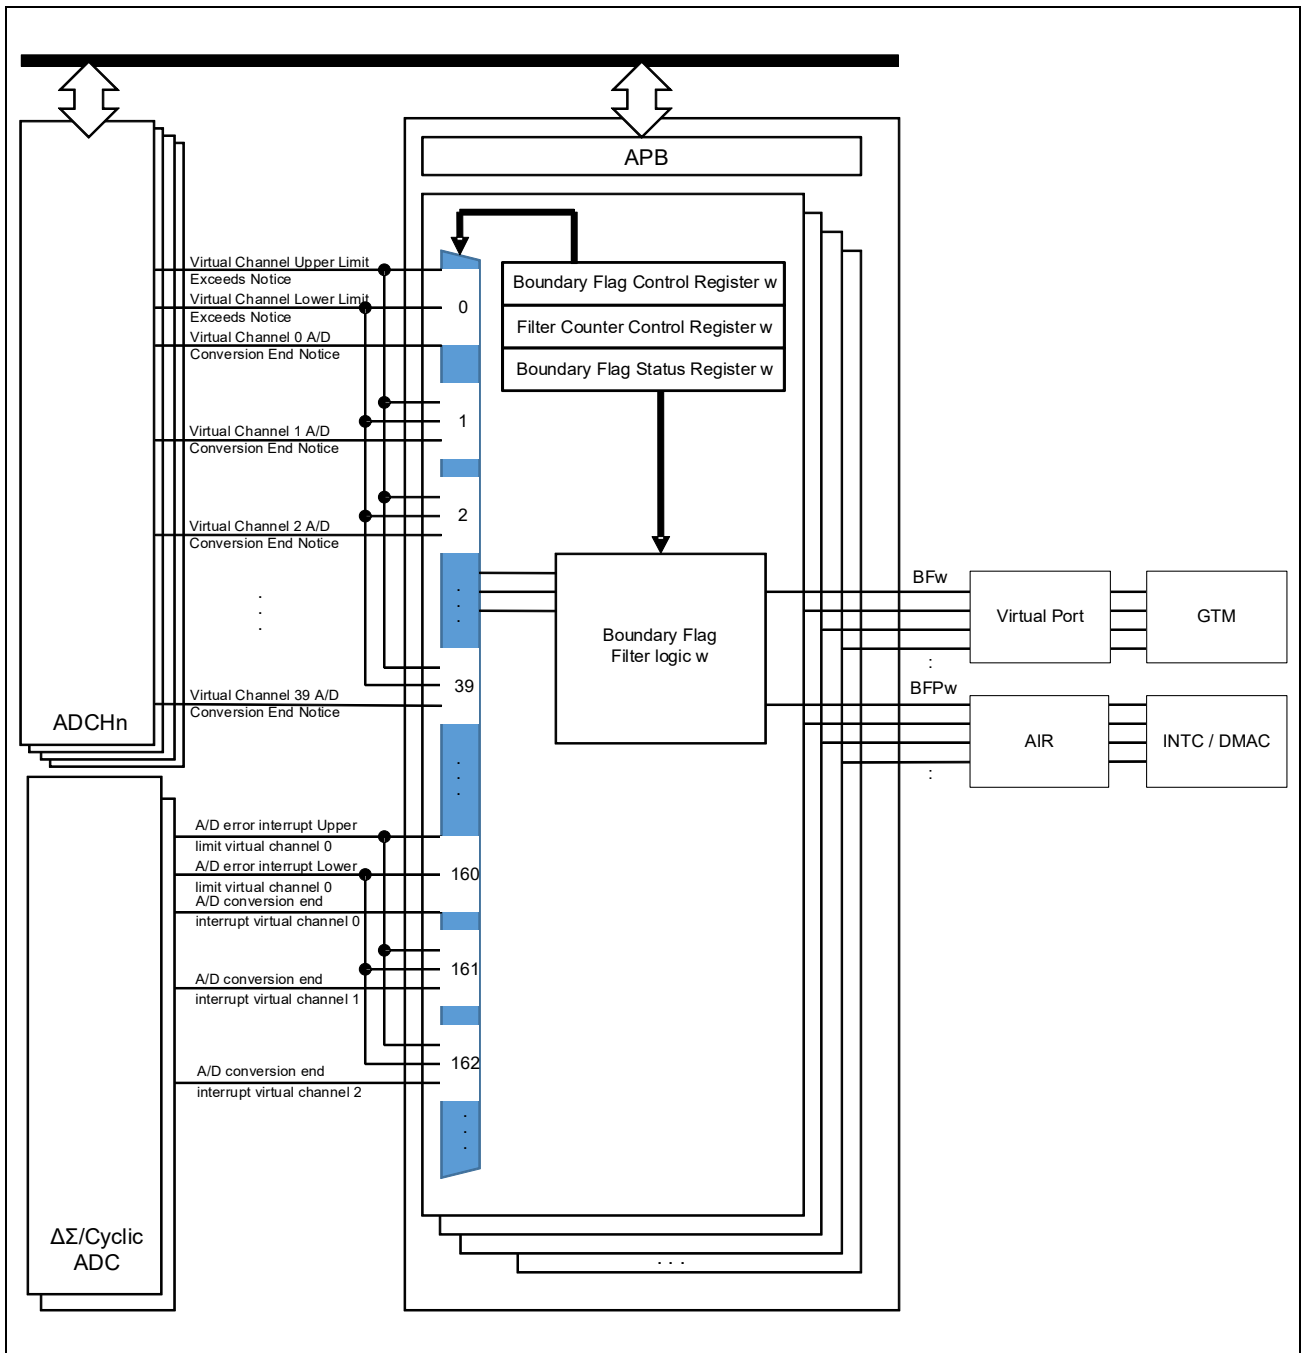 APB
Virtual Channel Upper Limit
Exceeds Notice
Virtual Channel Lower Limit
Exceeds Notice
Virtual Channel 0 A/D
Conversion End Notice
0
Boundary Flag Control Register w
Filter Counter Control Register w
Boundary Flag Status Register w
Virtual Channel 1 A/D
Conversion End Notice
1
Virtual Channel 2 A/D
Conversion End Notice
2
. . .
. . .
Boundary Flag
Filter logic w
BFw
:
Virtual Port
GTM
Virtual Channel 39 A/D
Conversion End Notice
39
BFPw
:
AIR
INTC / DMAC
ADCHn
. . .
A/D error interrupt Upper
limit virtual channel 0
A/D error interrupt Lower
limit virtual channel 0
A/D conversion end
interrupt virtual channel 0
160
A/D conversion end
interrupt virtual channel 1
161
A/D conversion end
interrupt virtual channel 2
162
. . .
ΔΣ/Cyclic
ADC
. . .